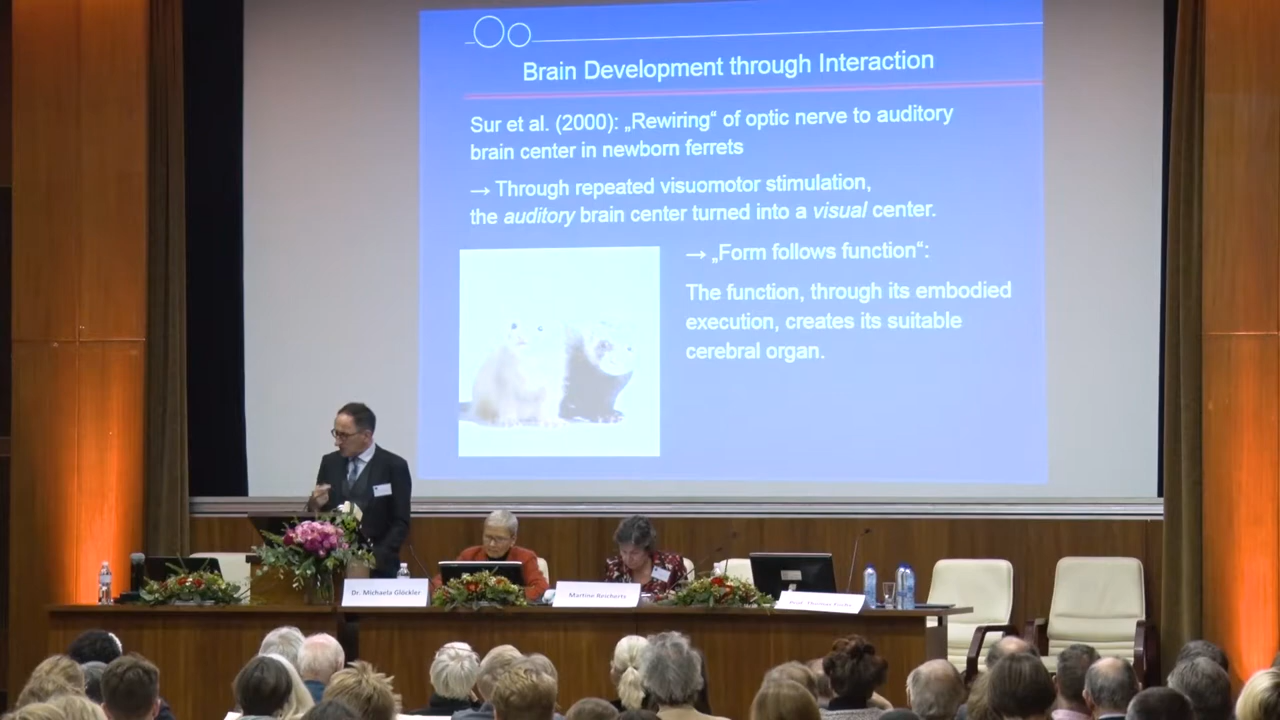 Brain Development through Interaction
Sur et al. (2000): „Rewiring“ of optic nerve to auditory
brain center in newborn ferrets
→ Through repeated visuomotor stimulation,
the auditory brain center turned into a visual center.
→ „Form follows function“:
The function, through its embodied
execution, creates its suitable
cerebral organ.
Dr. Michaela Glöckler
Martine Reicherts